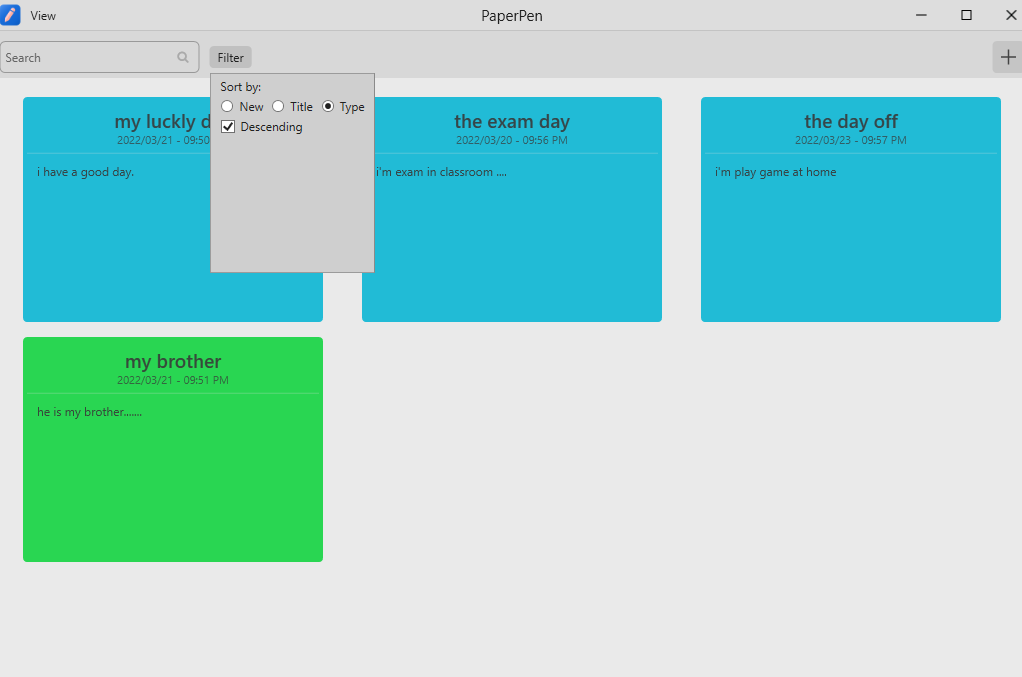 View
PaperPen
Search
Filter
Sort by:
New Title Type
Descending
my luckly d
2022/03/21 - 09:50
i have a good day.
the exam day
2022/03/20 - 09:56 PM
i'm exam in classroom ....
the day off
2022/03/23 - 09:57 PM
i'm play game at home
my brother
2022/03/21 - 09:51 PM
he is my brother.......